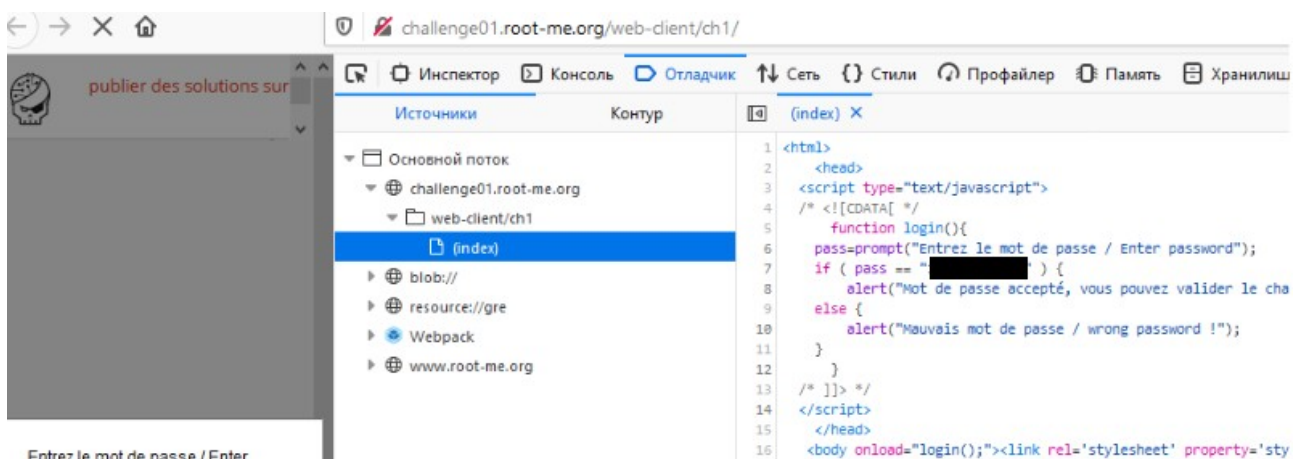 challenge01.root-me.org/web-client/ch1/
publier des solutions sur
Инспектор Консоль Отладчик Сеть {} Стили Профайлер Память Хранилищ
Источники Контур (index)
Основной поток
challenge01.root-me.org
web-client/ch1
(index)
blob://
resource://gre
Webpack
www.root-me.org
1 <html>
2 <head>
3 <script type="text/javascript">
4 /* <![CDATA[ */
5 function login(){
6 pass=prompt("Entrez le mot de passe / Enter password");
7 if ( pass == " " ) {
8 alert("Mot de passe accepté, vous pouvez valider le cha
9 else {
10 alert("Mauvais mot de passe / wrong password !");
11 }
12 }
13 /* ]]> */
14 </script>
15 </head>
16 <body onload="login();"><link rel='stylesheet' property='sty
Entrez le mot de passe / Enter